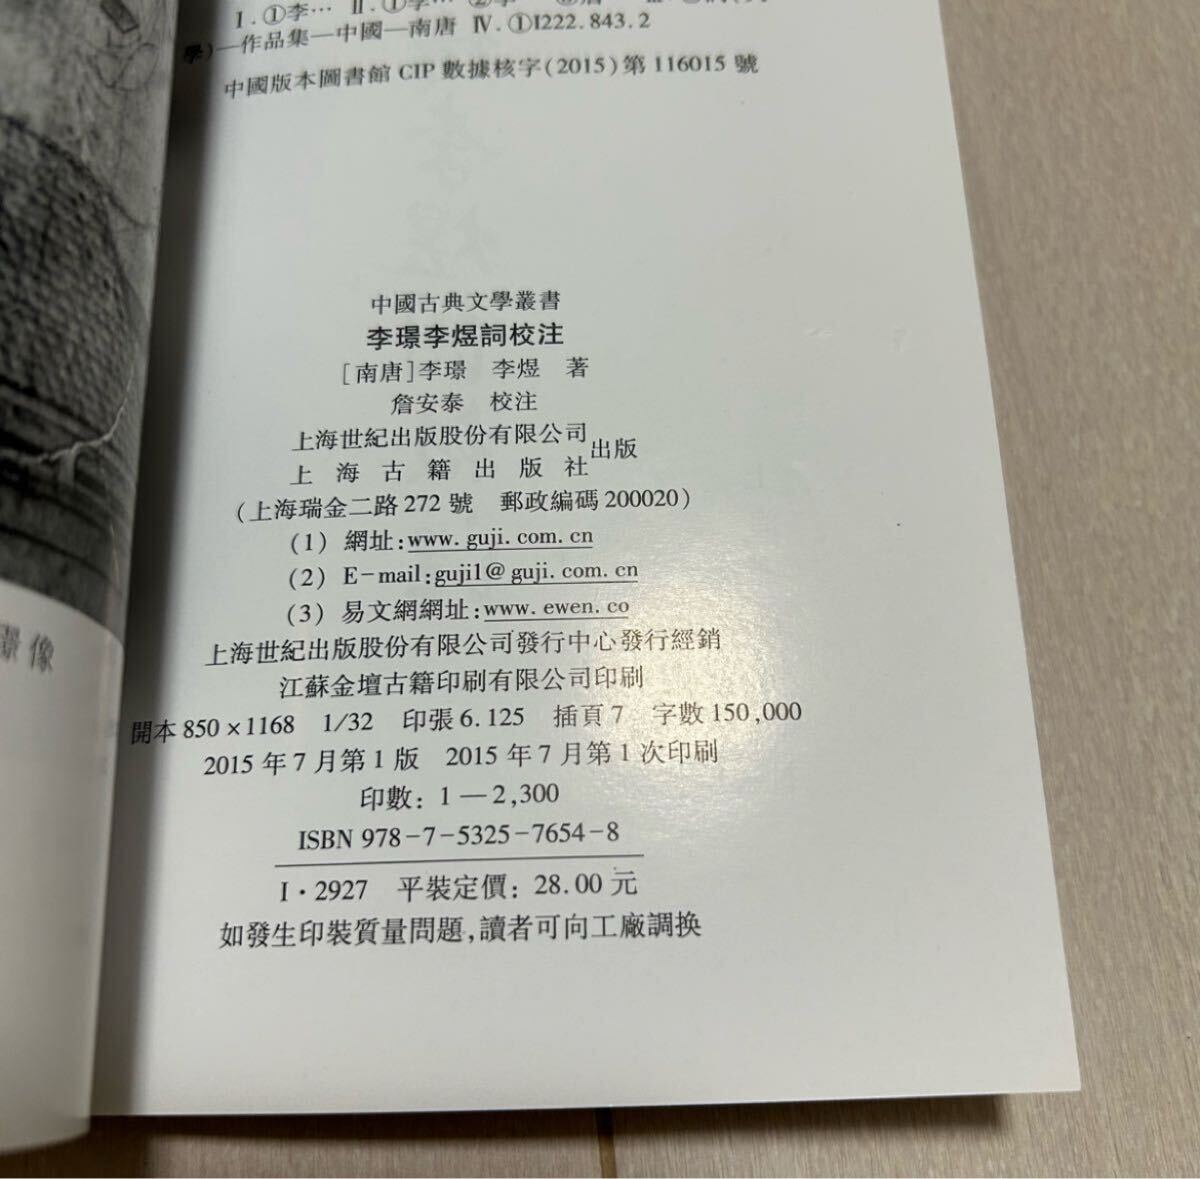 Ⅰ.①李… Ⅱ.①李…
學)—作品集—中國—南唐 Ⅳ.①I222.843.2
中國版本圖書館 CIP 數據核字(2015)第 116015 號
中國古典文學叢書
李璟李煜詞校注
[南唐]李璟 李煜 著
詹安泰 校注
上海世紀出版股份有限公司
上海古籍出版社
出版
(上海瑞金二路 272 號 郵政編碼 200020)
(1) 網址:www.guji.com.cn
(2) E-mail:guji1@guji.com.cn
(3) 易文網網址:www.ewen.co
上海世紀出版股份有限公司發行中心發行經銷
江蘇金壇古籍印刷有限公司印刷
開本 850×1168 1/32 印張 6.125 插頁 7 字數 150,000
2015 年 7 月第 1 版 2015 年 7 月第 1 次印刷
印數: 1—2,300
ISBN 978-7-5325-7654-8
I·2927 平裝定價: 28.00 元
如發生印裝質量問題,讀者可向工廠調换
璟像